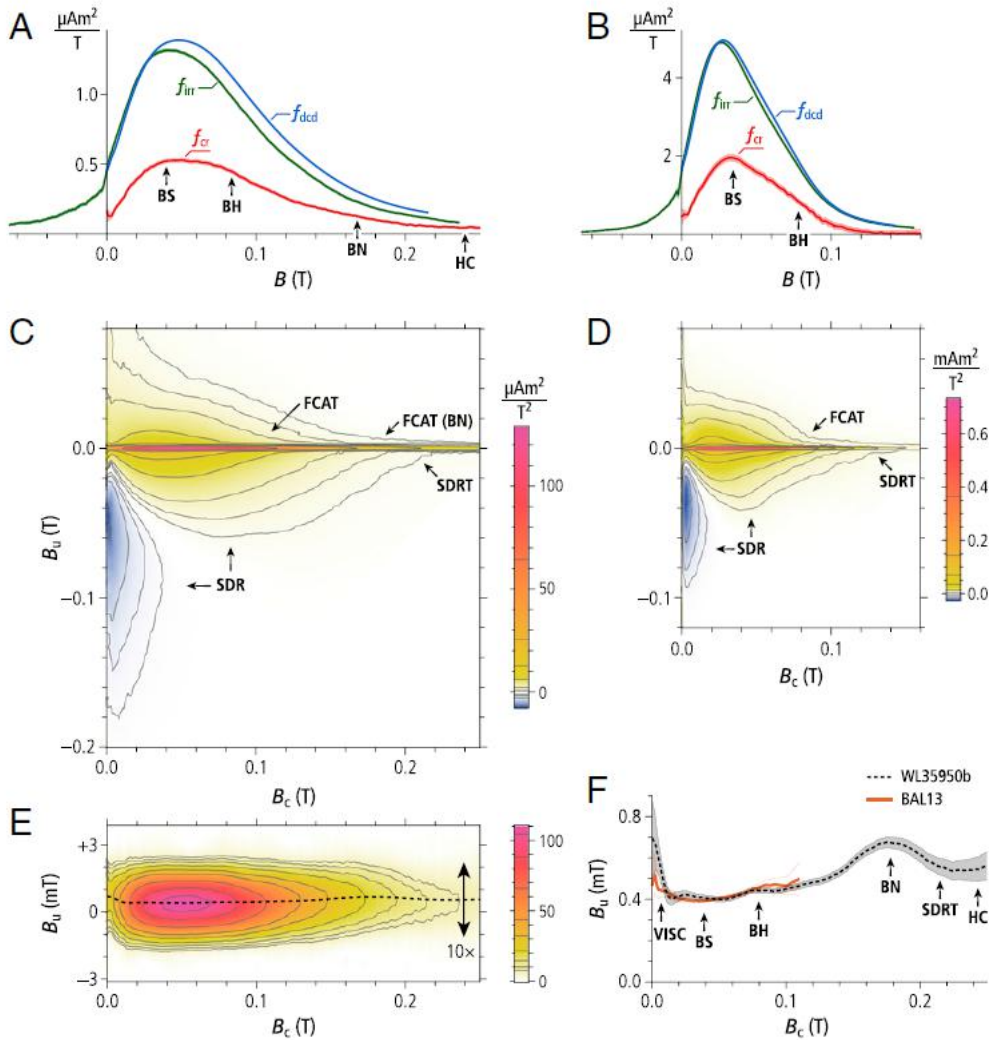 A
μAm²
T
1.0
0.5
f_irr
f_dcd
f_cr
BS
BH
BN
HC
0.0
0.1
0.2
B (T)
B
μAm²
T
4
2
f_irr
f_dcd
f_cr
BS
BH
0.0
0.1
B (T)
C
FCAT
FCAT (BN)
SDRT
SDR
0.0
−0.1
−0.2
B_u (T)
0.0
0.1
0.2
B_c (T)
μAm²
T²
100
50
0
D
FCAT
SDRT
SDR
0.0
−0.1
0.0
0.1
B_c (T)
mAm²
T²
0.6
0.4
0.2
0.0
E
+3
0
−3
B_u (mT)
10×
0.0
0.1
0.2
B_c (T)
100
50
0
F
WL35950b
BAL13
0.8
0.4
0.0
B_u (mT)
VISC
BS
BH
BN
SDRT
HC
0.0
0.1
0.2
B_c (T)